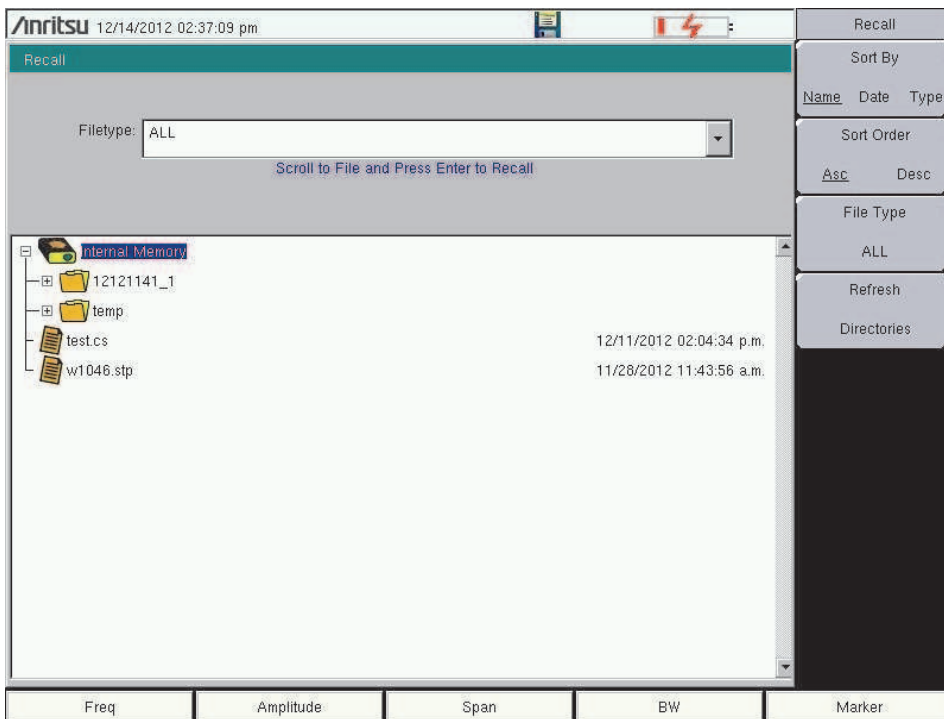 Anritsu 12/14/2012 02:37:09 pm
Recall
Filetype: ALL
Scroll to File and Press Enter to Recall
Internal Memory
12121141_1
temp
test.cs 12/11/2012 02:04:34 p.m.
w1046.stp 11/28/2012 11:43:56 a.m.
Recall
Sort By
Name Date Type
Sort Order
Asc Desc
File Type
ALL
Refresh
Directories
Freq Amplitude Span BW Marker